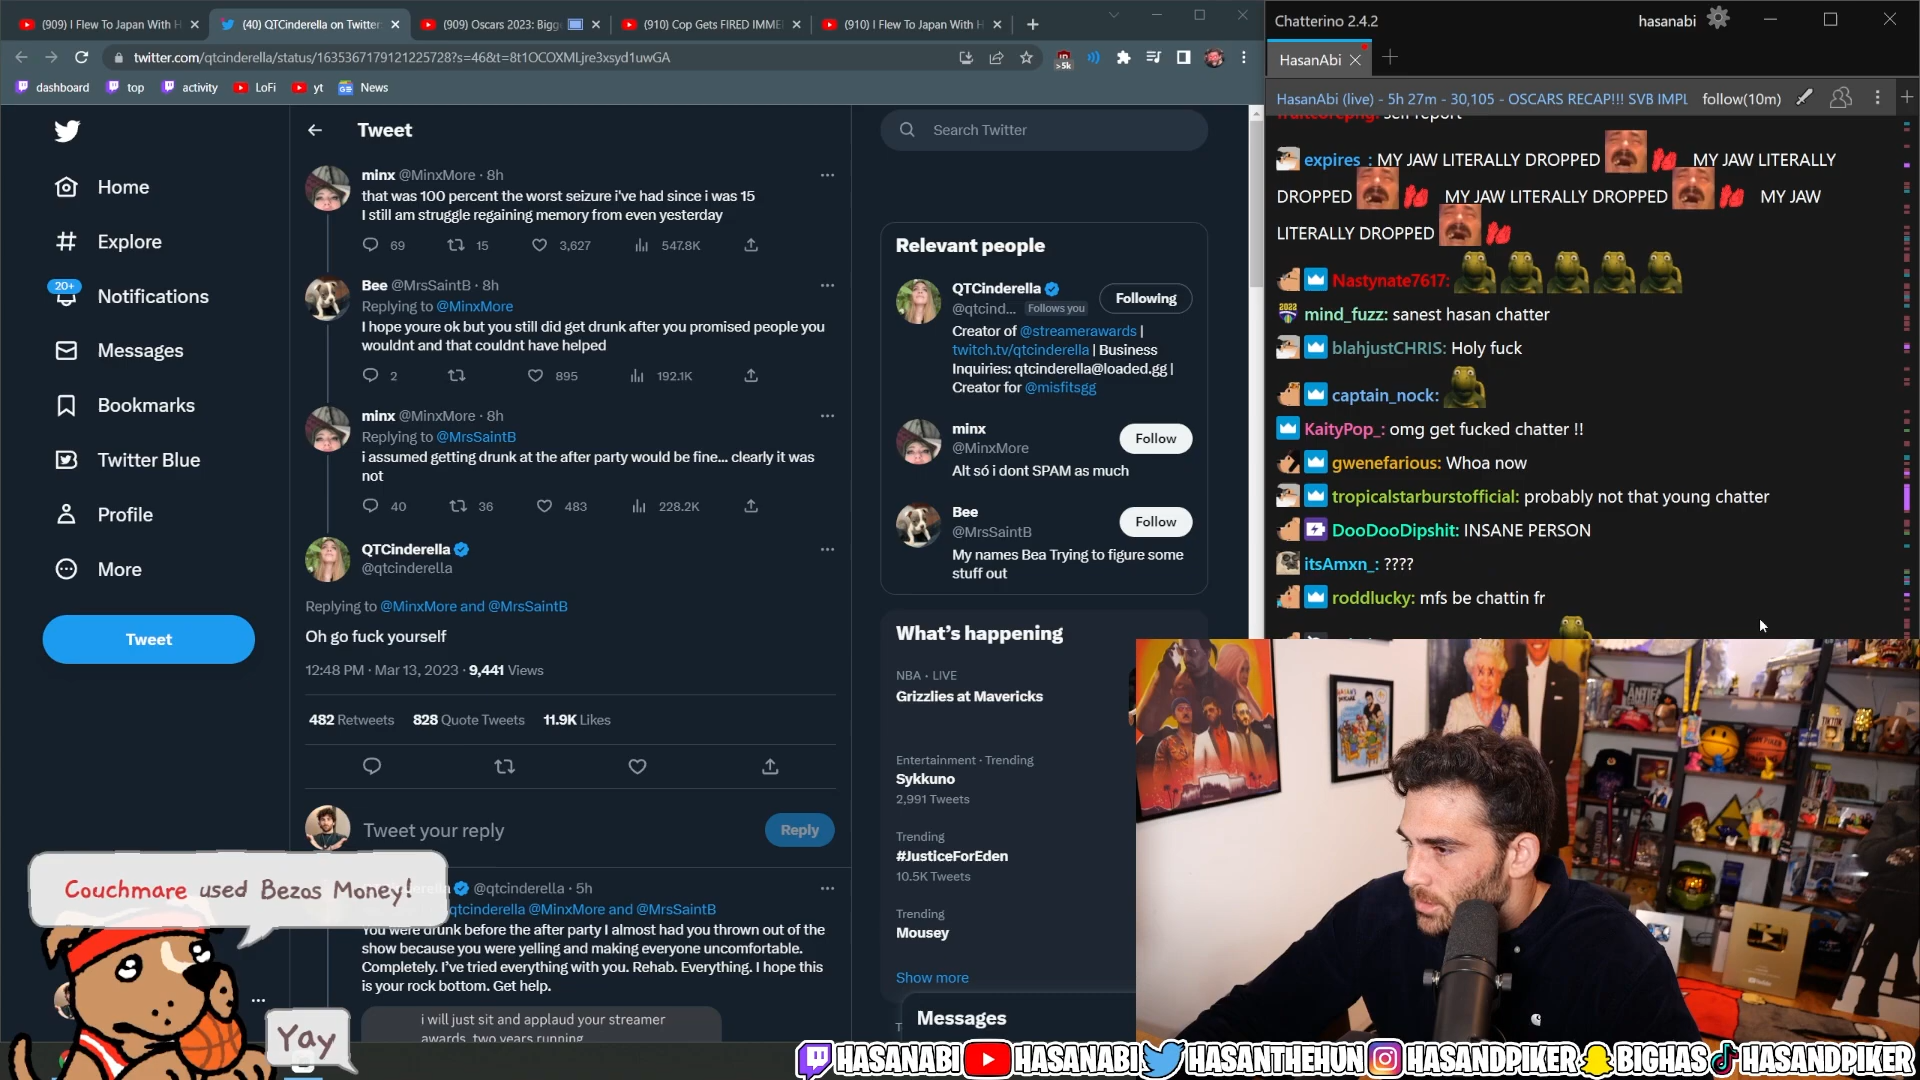 (909) I Flew To Japan With H
(40) QTCinderella on Twitter
(909) Oscars 2023: Bigge
(910) Cop Gets FIRED IMME
(910) I Flew To Japan With H
twitter.com/qtcinderella/status/1635367179121225728?s=46&t=8t1OCOXMLjre3xsyd1uwGA
>5k
dashboard
top
activity
LoFi
yt
News
Home
Explore
20+
Notifications
Messages
Bookmarks
Twitter Blue
Profile
More
Tweet
Tweet
minx @MinxMore · 8h
that was 100 percent the worst seizure i've had since i was 15
I still am struggle regaining memory from even yesterday
69 15 3,627 547.8K
Bee @MrsSaintB · 8h
Replying to @MinxMore
I hope youre ok but you still did get drunk after you promised people you
wouldnt and that couldnt have helped
2 895 192.1K
minx @MinxMore · 8h
Replying to @MrsSaintB
i assumed getting drunk at the after party would be fine... clearly it was
not
40 36 483 228.2K
QTCinderella
@qtcinderella
Replying to @MinxMore and @MrsSaintB
Oh go fuck yourself
12:48 PM · Mar 13, 2023 · 9,441 Views
482 Retweets 828 Quote Tweets 11.9K Likes
Tweet your reply
Reply
@qtcinderella · 5h
qtcinderella @MinxMore and @MrsSaintB
You were drunk before the after party I almost had you thrown out of the
show because you were yelling and making everyone uncomfortable.
Completely. I've tried everything with you. Rehab. Everything. I hope this
is your rock bottom. Get help.
i will just sit and applaud your streamer
awards, two years running
Couchmare used Bezos Money!
Yay
Search Twitter
Relevant people
QTCinderella
@qtcind... Follows you
Following
Creator of @streamerawards |
twitch.tv/qtcinderella | Business
Inquiries: qtcinderella@loaded.gg |
Creator for @misfitsgg
minx
@MinxMore
Follow
Alt só i dont SPAM as much
Bee
@MrsSaintB
Follow
My names Bea Trying to figure some
stuff out
What's happening
NBA · LIVE
Grizzlies at Mavericks
Entertainment · Trending
Sykkuno
2,991 Tweets
Trending
#JusticeForEden
10.5K Tweets
Trending
Mousey
Show more
Messages
Chatterino 2.4.2
hasanabi
HasanAbi
HasanAbi (live) - 5h 27m - 30,105 - OSCARS RECAP!!! SVB IMPL
follow(10m)
fruitcorepng: self report
expires : MY JAW LITERALLY DROPPED MY JAW LITERALLY
DROPPED MY JAW LITERALLY DROPPED MY JAW
LITERALLY DROPPED
Nastynate7617:
mind_fuzz: sanest hasan chatter
blahjustCHRIS: Holy fuck
captain_nock:
KaityPop_: omg get fucked chatter !!
gwenefarious: Whoa now
tropicalstarburstofficial: probably not that young chatter
DooDooDipshit: INSANE PERSON
itsAmxn_: ????
roddlucky: mfs be chattin fr
HASANABI HASANABI HASANTHEHUN HASANDPIKER BIGHAS HASANDPIKER